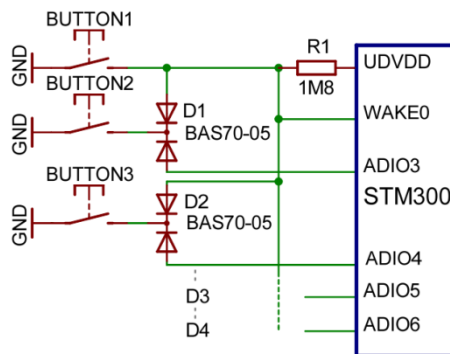 BUTTON1
GND
R1
1M8
UDVDD
BUTTON2
GND
D1
BAS70-05
WAKE0
ADIO3
BUTTON3
STM300
GND
D2
BAS70-05
ADIO4
D3
ADIO5
D4
ADIO6